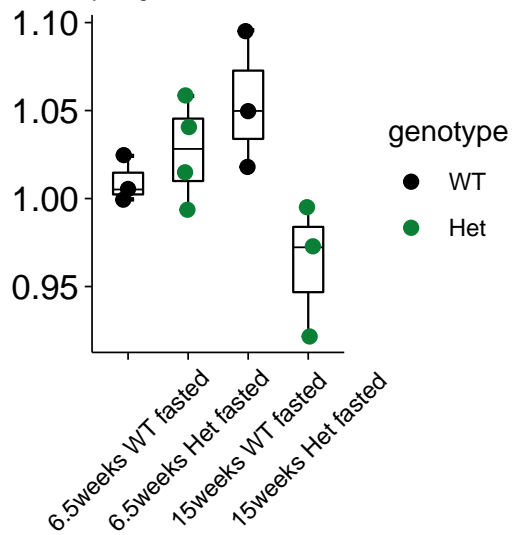 1.10
1.05
1.00
0.95
genotype
WT
Het
6.5weeks WT fasted
6.5weeks Het fasted
15weeks WT fasted
15weeks Het fasted